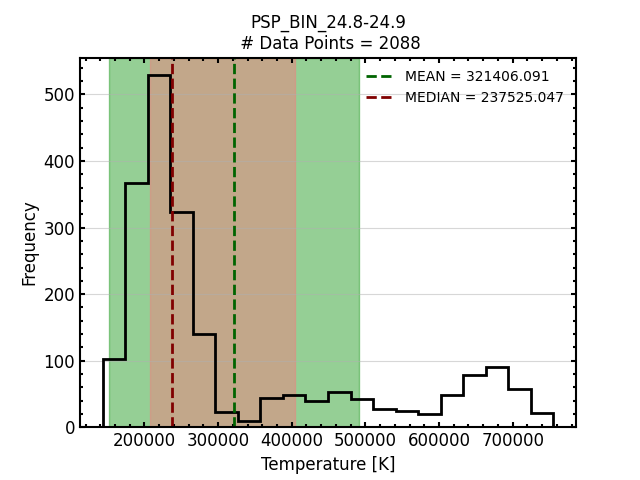 PSP_BIN_24.8-24.9
# Data Points = 2088
MEAN = 321406.091
MEDIAN = 237525.047
500
400
300
200
100
0
Frequency
200000 300000 400000 500000 600000 700000
Temperature [K]